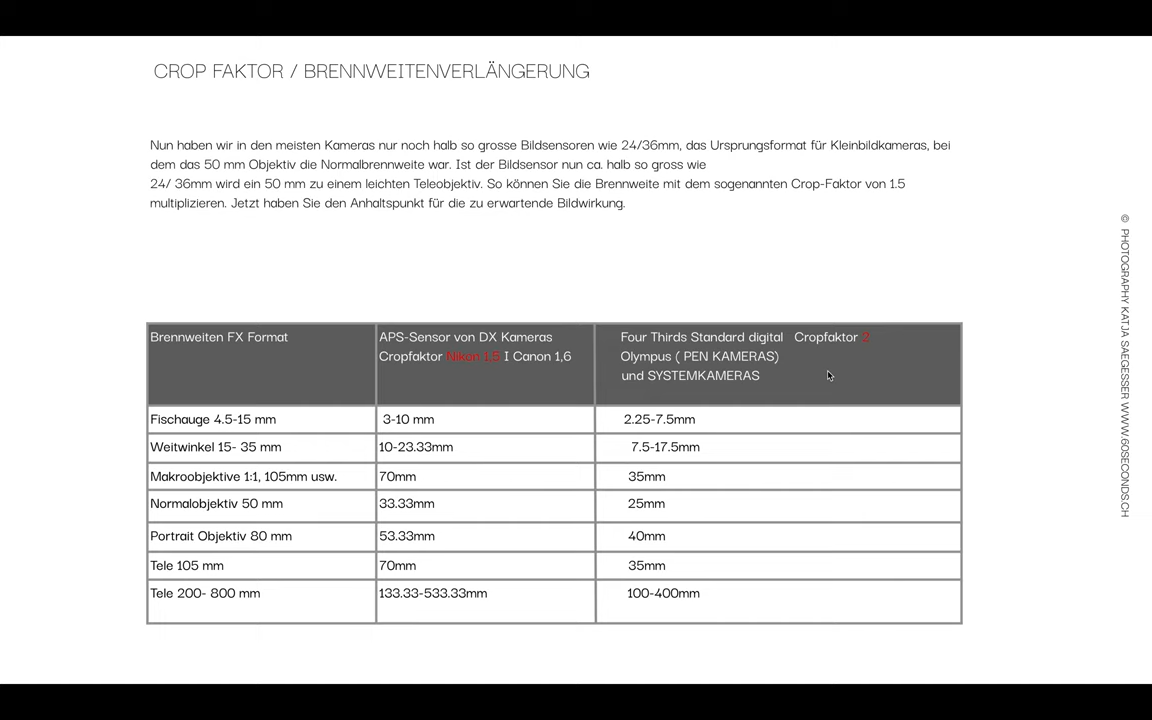 CROP FAKTOR / BRENNWEITENVERLÄNGERUNG
Nun haben wir in den meisten Kameras nur noch halb so grosse Bildsensoren wie 24/36mm, das Ursprungsformat für Kleinbildkameras, bei
dem das 50 mm Objektiv die Normalbrennweite war. Ist der Bildsensor nun ca. halb so gross wie
24/ 36mm wird ein 50 mm zu einem leichten Teleobjektiv. So können Sie die Brennweite mit dem sogenannten Crop-Faktor von 1.5
multiplizieren. Jetzt haben Sie den Anhaltspunkt für die zu erwartende Bildwirkung.
Brennweiten FX Format
APS-Sensor von DX Kameras
Cropfaktor Nikon 1,5 I Canon 1,6
Four Thirds Standard digital Cropfaktor 2
Olympus ( PEN KAMERAS)
und SYSTEMKAMERAS
Fischauge 4.5-15 mm 3-10 mm 2.25-7.5mm
Weitwinkel 15- 35 mm 10-23.33mm 7.5-17.5mm
Makroobjektive 1:1, 105mm usw. 70mm 35mm
Normalobjektiv 50 mm 33.33mm 25mm
Portrait Objektiv 80 mm 53.33mm 40mm
Tele 105 mm 70mm 35mm
Tele 200- 800 mm 133.33-533.33mm 100-400mm
© PHOTOGRAPHY KATJA SAEGESSER WWW.60SECONDS.CH